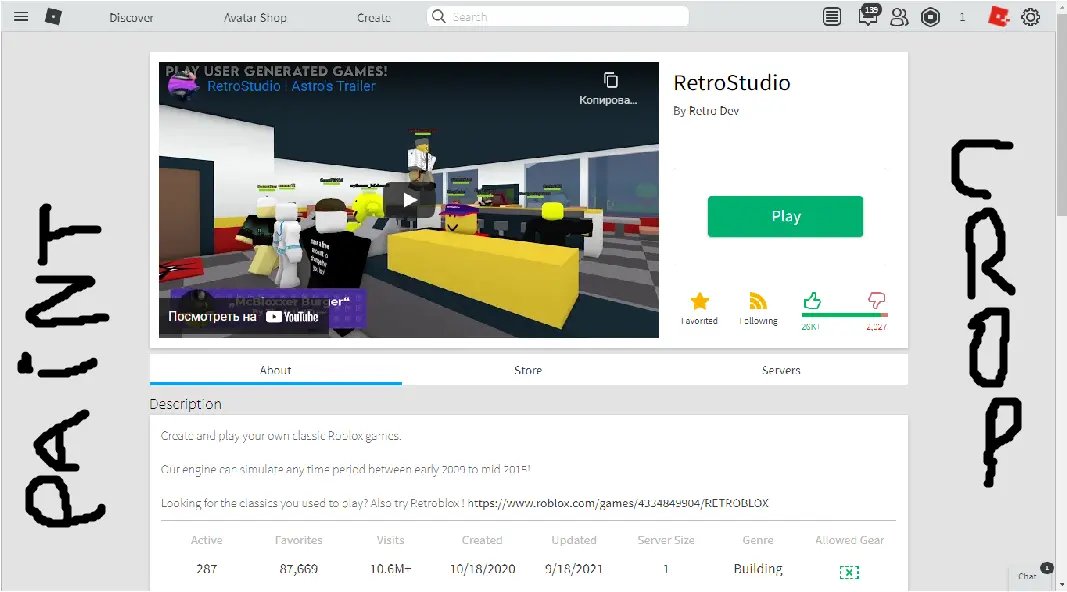 Discover Avatar Shop Create Search 139 1
PLAY USER GENERATED GAMES!
RetroStudio : Astro's Trailer
Копирова...
„McBloxxer Burger“
Посмотреть на YouTube
RetroStudio
By Retro Dev
Play
Favorited Following 26K+ 2,027
About Store Servers
Description
Create and play your own classic Roblox games.
Our engine can simulate any time period between early 2009 to mid 2015!
Looking for the classics you used to play? Also try Retroblox! https://www.roblox.com/games/4334849904/RETROBLOX
Active Favorites Visits Created Updated Server Size Genre Allowed Gear
287 87,669 10.6M+ 10/18/2020 9/18/2021 1 Building
Chat 1
PAiNT
CROP